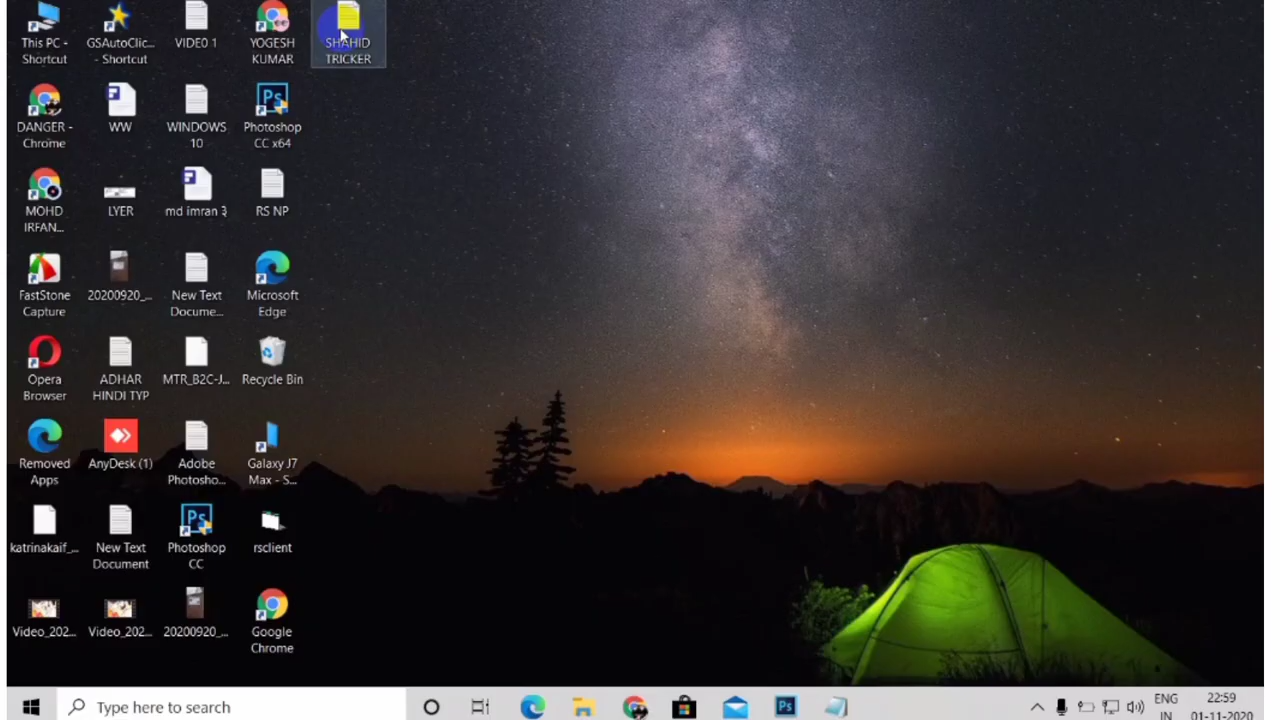 This PC -
Shortcut
GSAutoClic...
- Shortcut
VIDEO 1
YOGESH
KUMAR
SHAHID
TRICKER
DANGER -
Chrome
WW
WINDOWS
10
Photoshop
CC x64
MOHD
IRFAN...
LYER
md imran 3
RS NP
FastStone
Capture
20200920_...
New Text
Docume...
Microsoft
Edge
Opera
Browser
ADHAR
HINDI TYP
MTR_B2C-J...
Recycle Bin
Removed
Apps
AnyDesk (1)
Adobe
Photosho...
Galaxy J7
Max - S...
katrinakaif_...
New Text
Document
Photoshop
CC
rsclient
Video_202...
Video_202...
20200920_...
Google
Chrome
Type here to search
ENG
IN
22:59
01-11-2020